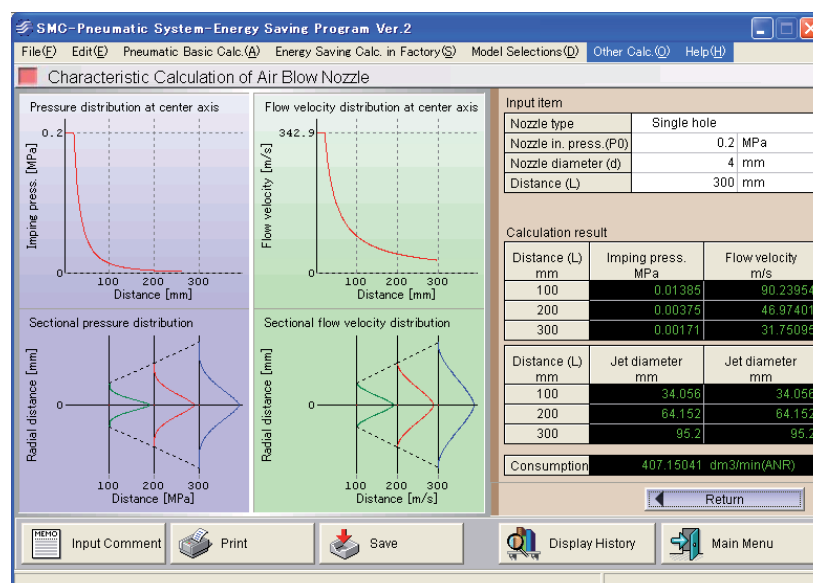 SMC-Pneumatic System-Energy Saving Program Ver.2
File(F) Edit(E) Pneumatic Basic Calc.(A) Energy Saving Calc. in Factory(S) Model Selections(D) Other Calc.(O) Help(H)
Characteristic Calculation of Air Blow Nozzle
Pressure distribution at center axis
0.2
Imping press. [MPa]
0
100 200 300
Distance [mm]
Flow velocity distribution at center axis
342.9
Flow velocity [m/s]
0
100 200 300
Distance [mm]
Sectional pressure distribution
Radial distance [mm]
0
100 200 300
Distance [MPa]
Sectional flow velocity distribution
Radial distance [mm]
0
100 200 300
Distance [m/s]
Input item
Nozzle type Single hole
Nozzle in. press.(P0) 0.2 MPa
Nozzle diameter (d) 4 mm
Distance (L) 300 mm
Calculation result
Distance (L) mm Imping press. MPa Flow velocity m/s
100 0.01385 90.23954
200 0.00375 46.97401
300 0.00171 31.75095
Distance (L) mm Jet diameter mm Jet diameter mm
100 34.056 34.056
200 64.152 64.152
300 95.2 95.2
Consumption 407.15041 dm3/min(ANR)
Return
MEMO Input Comment
Print
Save
Display History
Main Menu